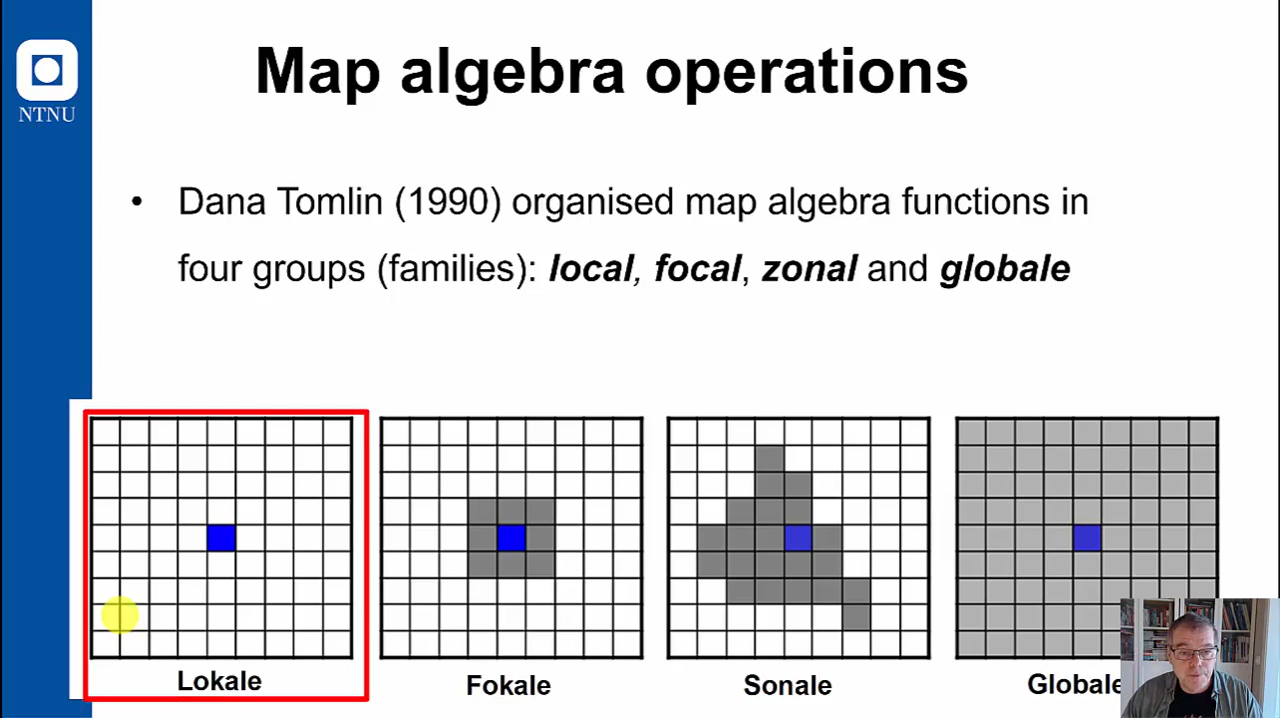 Map algebra operations
NTNU
• Dana Tomlin (1990) organised map algebra functions in
four groups (families): local, focal, zonal and globale
Lokale
Fokale
Sonale
Globale